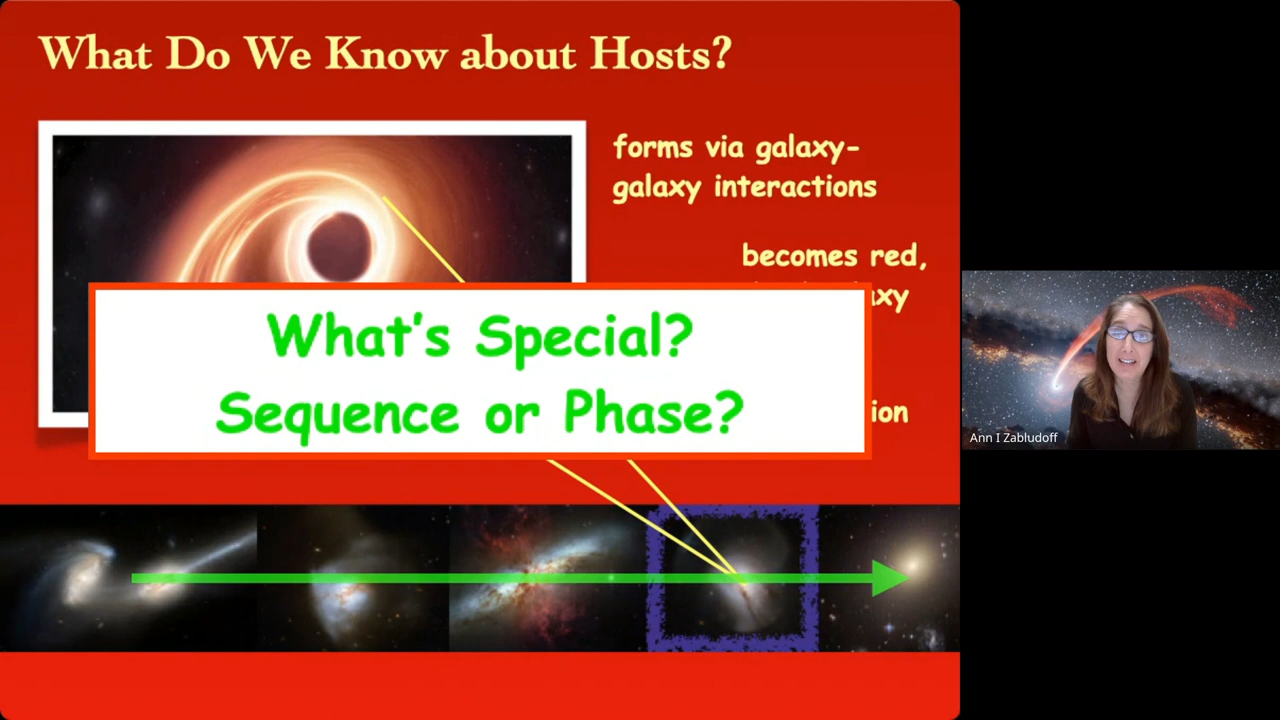 What Do We Know about Hosts?
forms via galaxy-
galaxy interactions
becomes red,
What's Special?
Sequence or Phase?
Ann I Zabludoff